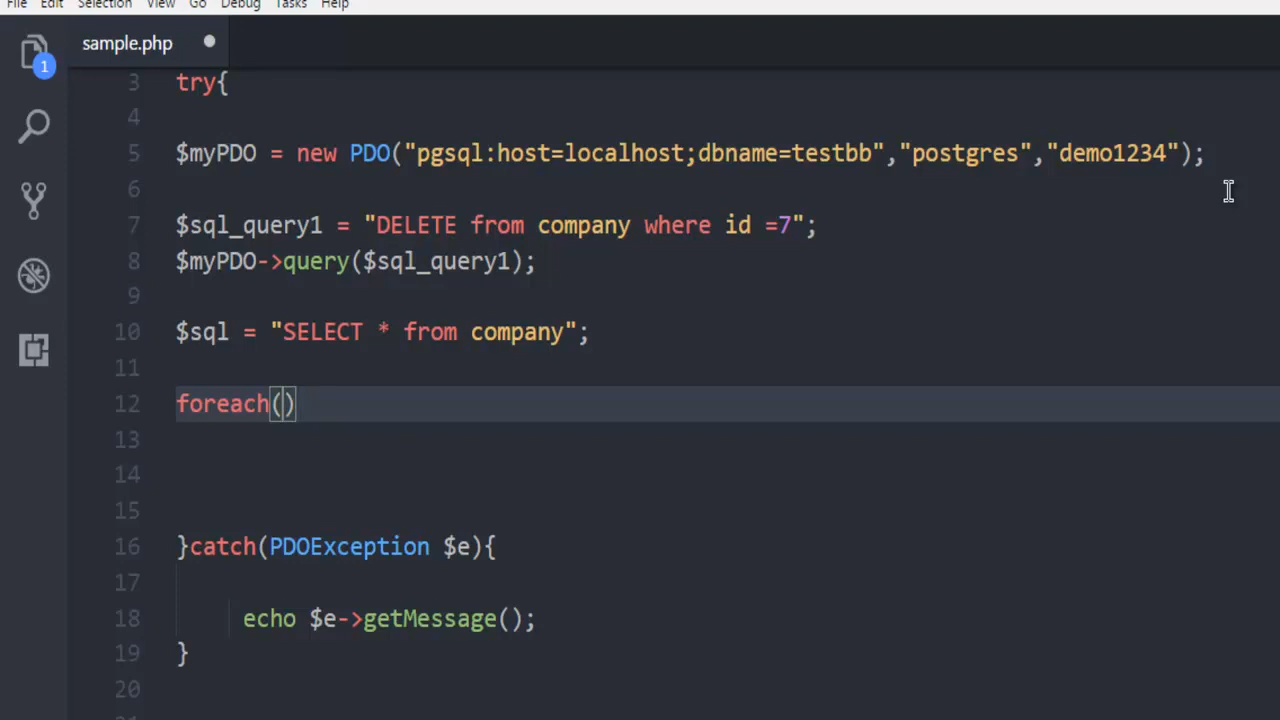 File Edit Selection View Go Debug Tasks Help
sample.php
1
3 try{
4
5 $myPDO = new PDO("pgsql:host=localhost;dbname=testbb","postgres","demo1234");
6
7 $sql_query1 = "DELETE from company where id =7";
8 $myPDO->query($sql_query1);
9
10 $sql = "SELECT * from company";
11
12 foreach()
13
14
15
16 }catch(PDOException $e){
17
18 echo $e->getMessage();
19 }
20